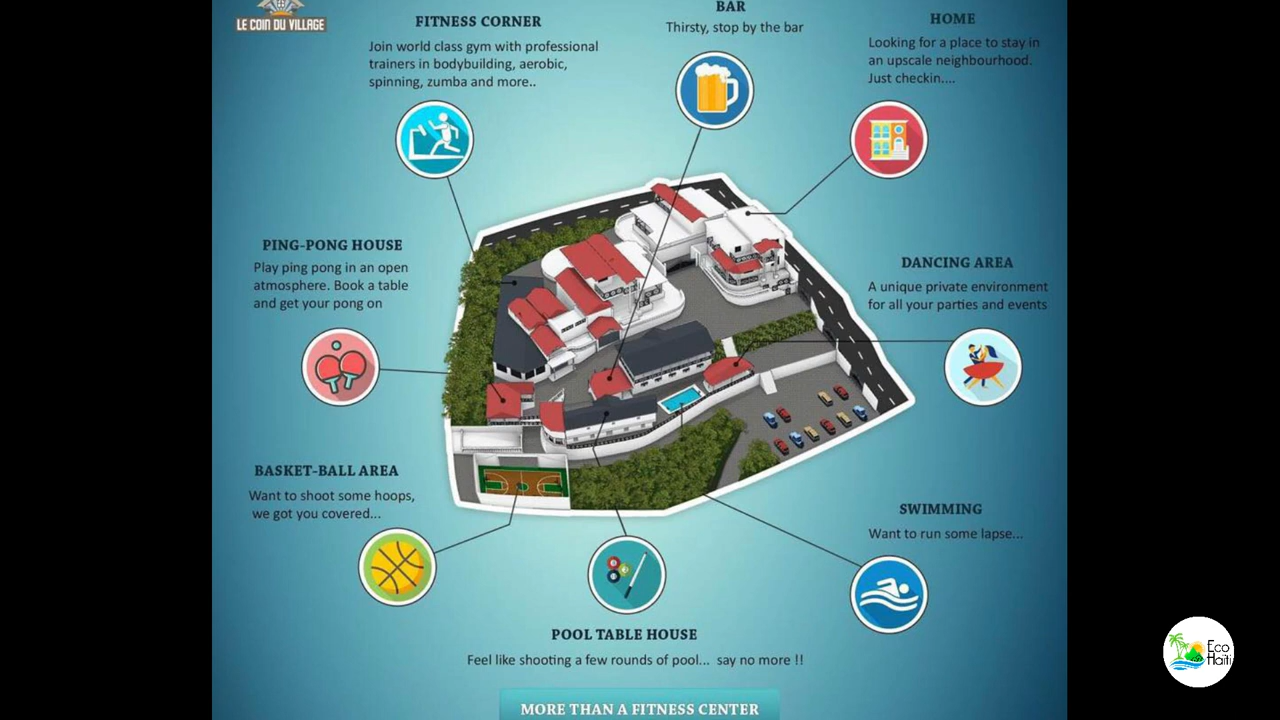 LE COIN DU VILLAGE
FITNESS CORNER
Join world class gym with professional
trainers in bodybuilding, aerobic,
spinning, zumba and more..
BAR
Thirsty, stop by the bar
HOME
Looking for a place to stay in
an upscale neighbourhood.
Just checkin....
PING-PONG HOUSE
Play ping pong in an open
atmosphere. Book a table
and get your pong on
DANCING AREA
A unique private environment
for all your parties and events
BASKET-BALL AREA
Want to shoot some hoops,
we got you covered...
SWIMMING
Want to run some lapse...
POOL TABLE HOUSE
Feel like shooting a few rounds of pool... say no more !!
MORE THAN A FITNESS CENTER
Eco
Haïti